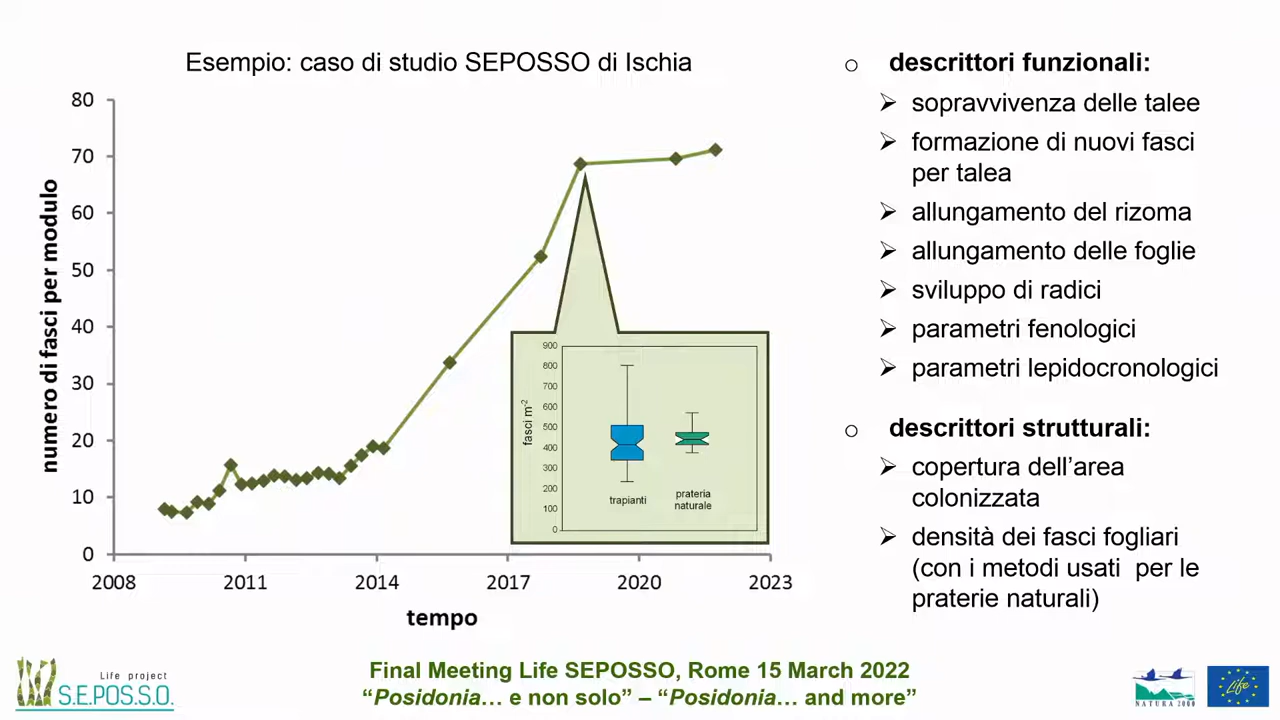 Esempio: caso di studio SEPOSSO di Ischia
80
70
60
50
40
30
20
10
0
numero di fasci per modulo
2008
2011
2014
2017
2020
2023
tempo
900
800
700
600
500
400
300
200
100
0
fasci m-2
trapianti
prateria
naturale
o descrittori funzionali:
➢ sopravvivenza delle talee
➢ formazione di nuovi fasci
per talea
➢ allungamento del rizoma
➢ allungamento delle foglie
➢ sviluppo di radici
➢ parametri fenologici
➢ parametri lepidocronologici
o descrittori strutturali:
➢ copertura dell’area
colonizzata
➢ densità dei fasci fogliari
(con i metodi usati per le
praterie naturali)
Life project
S.E.POS.S.O.
Final Meeting Life SEPOSSO, Rome 15 March 2022
“Posidonia… e non solo” – “Posidonia… and more”
NATURA 2000
Life